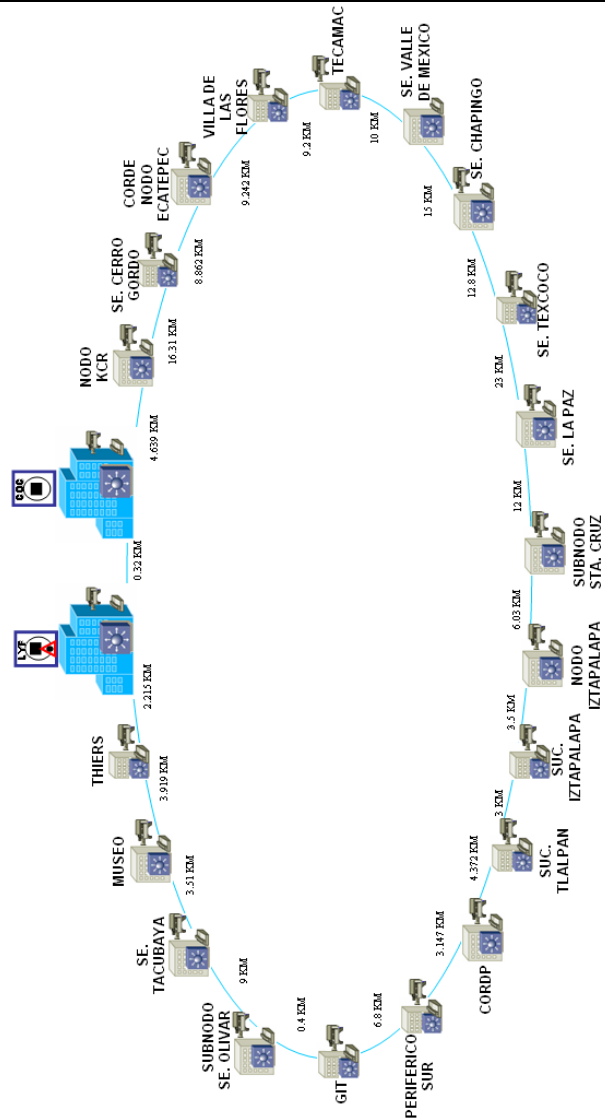 LYF
COC
0.32 KM
4.639 KM
NODO
KCR
16.31 KM
SE. CERRO
GORDO
8.862 KM
CORDE
NODO
ECATEPEC
9.242 KM
VILLA DE
LAS
FLORES
9.2 KM
TECAMAC
10 KM
SE. VALLE
DE MEXICO
15 KM
SE. CHAPINGO
12.8 KM
SE. TEXCOCO
23 KM
SE. LA PAZ
12 KM
SUBNODO
STA. CRUZ
6.03 KM
NODO
IZTAPALAPA
3.5 KM
SUC.
IZTAPALAPA
3 KM
SUC.
TLALPAN
4.372 KM
CORDP
3.147 KM
PERIFERICO
SUR
6.8 KM
GIT
0.4 KM
SUBNODO
SE. OLIVAR
9 KM
SE.
TACUBAYA
3.51 KM
MUSEO
3.919 KM
THIERS
2.215 KM